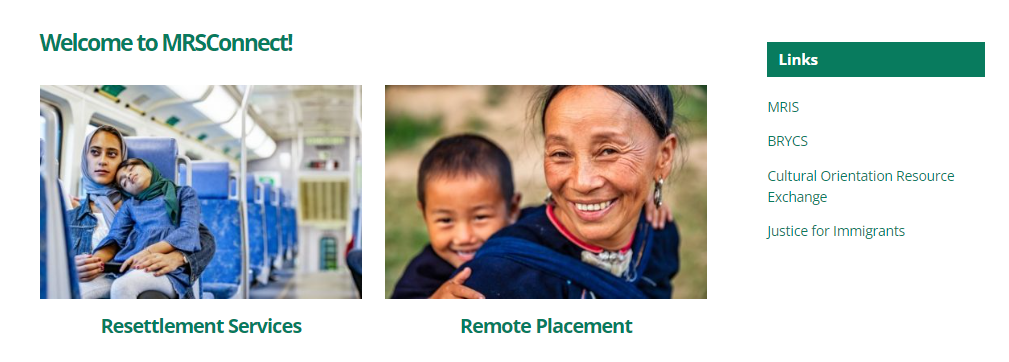 Welcome to MRSConnect!
Resettlement Services
Remote Placement
Links
MRIS
BRYCS
Cultural Orientation Resource
Exchange
Justice for Immigrants